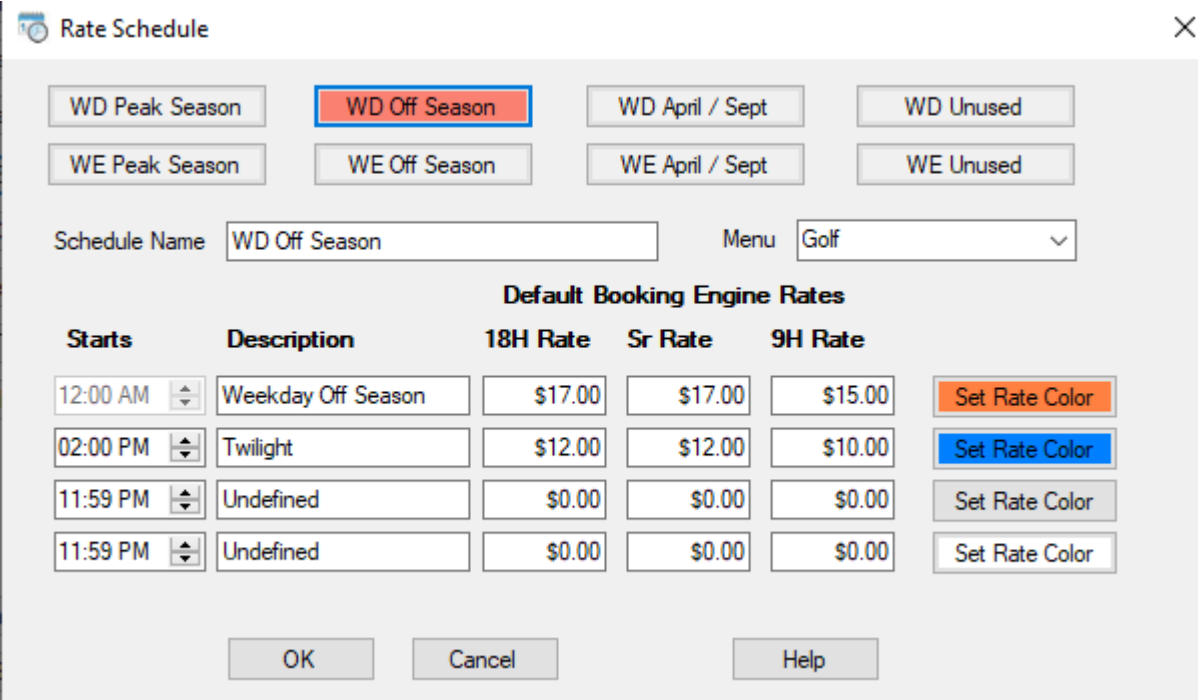 Rate Schedule
WD Peak Season WD Off Season WD April / Sept WD Unused
WE Peak Season WE Off Season WE April / Sept WE Unused
Schedule Name WD Off Season Menu Golf
Default Booking Engine Rates
Starts Description 18H Rate Sr Rate 9H Rate
12:00 AM Weekday Off Season $17.00 $17.00 $15.00 Set Rate Color
02:00 PM Twilight $12.00 $12.00 $10.00 Set Rate Color
11:59 PM Undefined $0.00 $0.00 $0.00 Set Rate Color
11:59 PM Undefined $0.00 $0.00 $0.00 Set Rate Color
OK Cancel Help